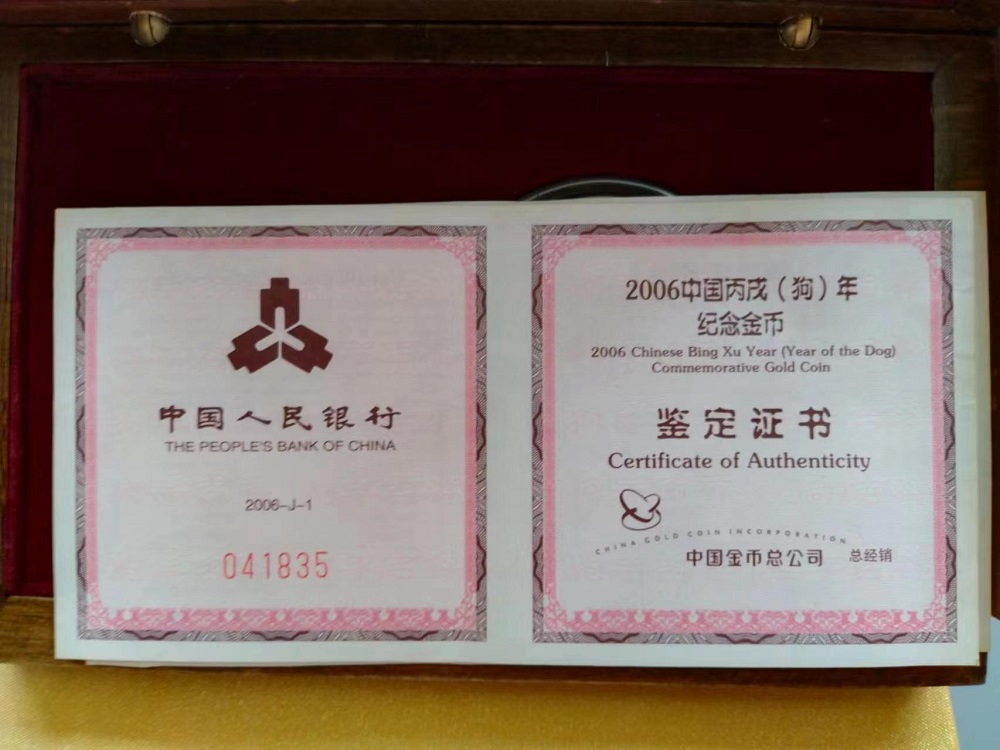 中国人民银行
THE PEOPLE'S BANK OF CHINA
2006-J-1
041835
2006中国丙戌（狗）年
纪念金币
2006 Chinese Bing Xu Year (Year of the Dog)
Commemorative Gold Coin
鉴定证书
Certificate of Authenticity
CHINA GOLD COIN INCORPORATION
中国金币总公司 总经销